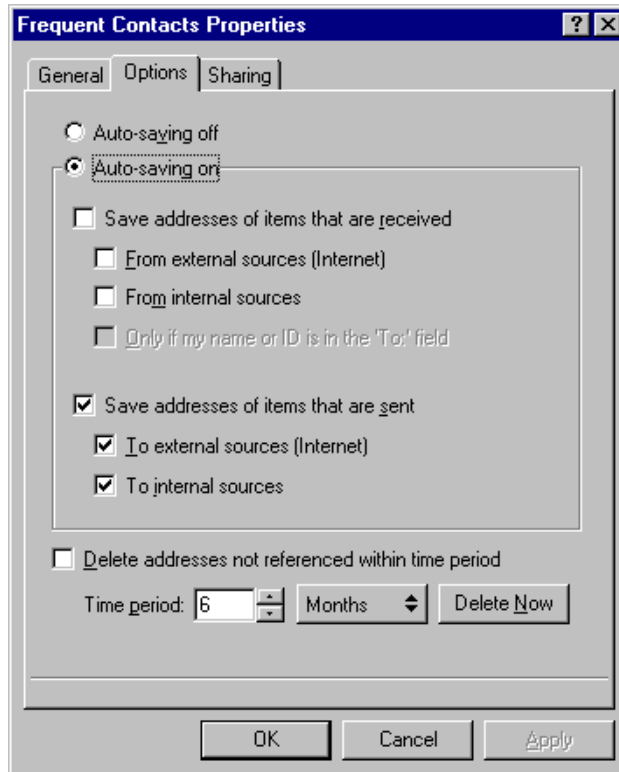 Frequent Contacts Properties
General Options Sharing
Auto-saving off
Auto-saving on
Save addresses of items that are received
From external sources (Internet)
From internal sources
Only if my name or ID is in the 'To:' field
Save addresses of items that are sent
To external sources (Internet)
To internal sources
Delete addresses not referenced within time period
Time period: 6 Months Delete Now
OK Cancel Apply